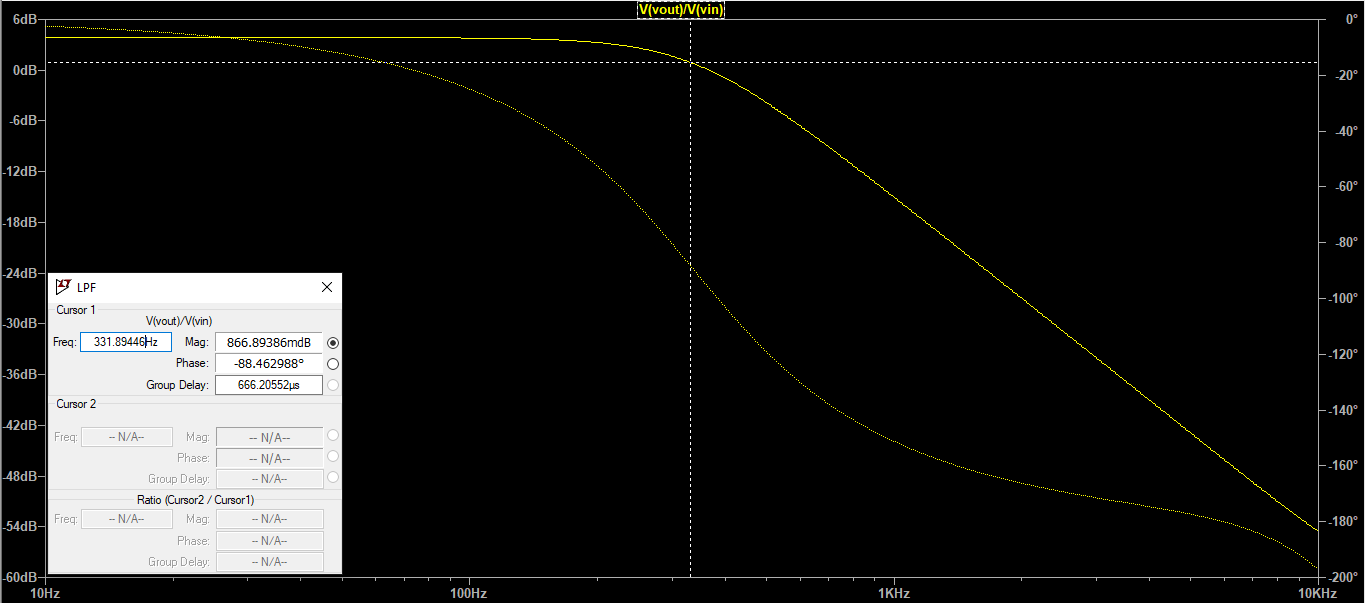 V(vout)/V(vin)
6dB
0dB
-6dB
-12dB
-18dB
-24dB
-30dB
-36dB
-42dB
-48dB
-54dB
-60dB
0°
-20°
-40°
-60°
-80°
-100°
-120°
-140°
-160°
-180°
-200°
10Hz 100Hz 1KHz 10KHz
LPF
Cursor 1
V(vout)/V(vin)
Freq: 331.89446Hz Mag: 866.89386mdB
Phase: -88.462988°
Group Delay: 666.20552µs
Cursor 2
Freq: -- N/A-- Mag: -- N/A--
Phase: -- N/A--
Group Delay: -- N/A--
Ratio (Cursor2 / Cursor1)
Freq: -- N/A-- Mag: -- N/A--
Phase: -- N/A--
Group Delay: -- N/A--